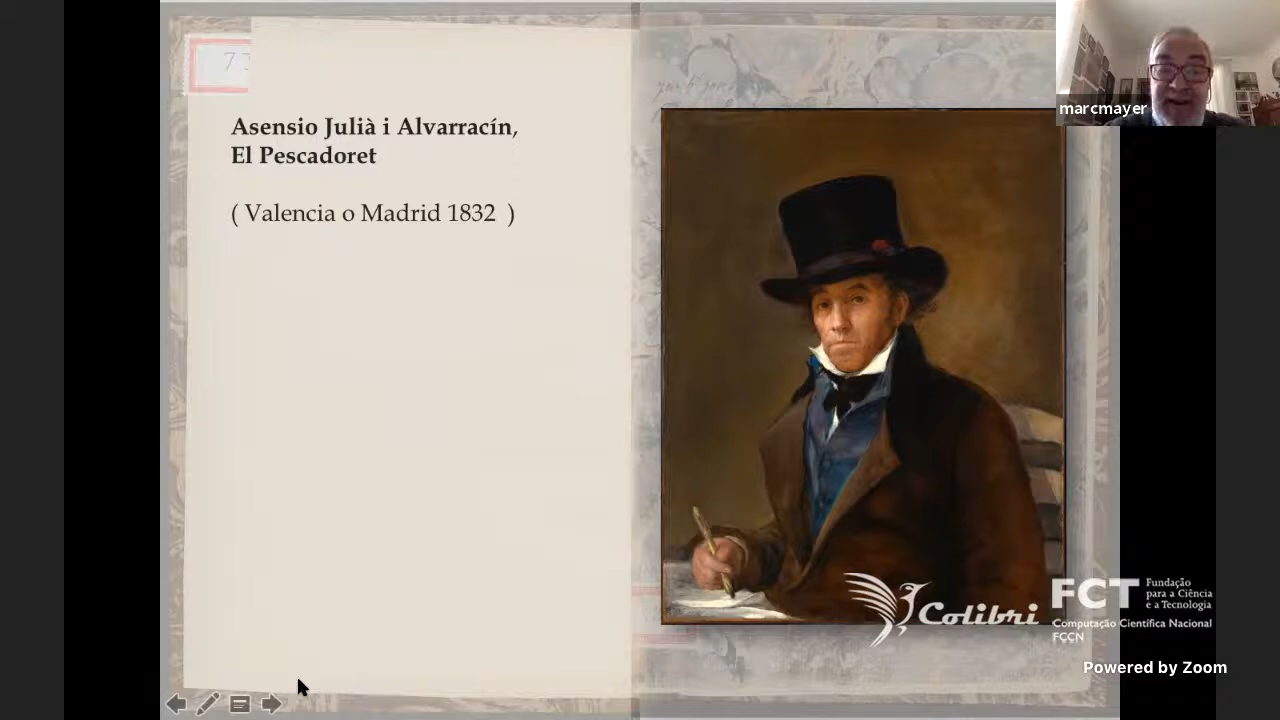 Asensio Julià i Alvarracín,
El Pescadoret
( Valencia o Madrid 1832 )
marcmayer
Colibri
FCT
Fundação
para a Ciência
e a Tecnologia
Computação Científica Nacional
FCCN
Powered by Zoom